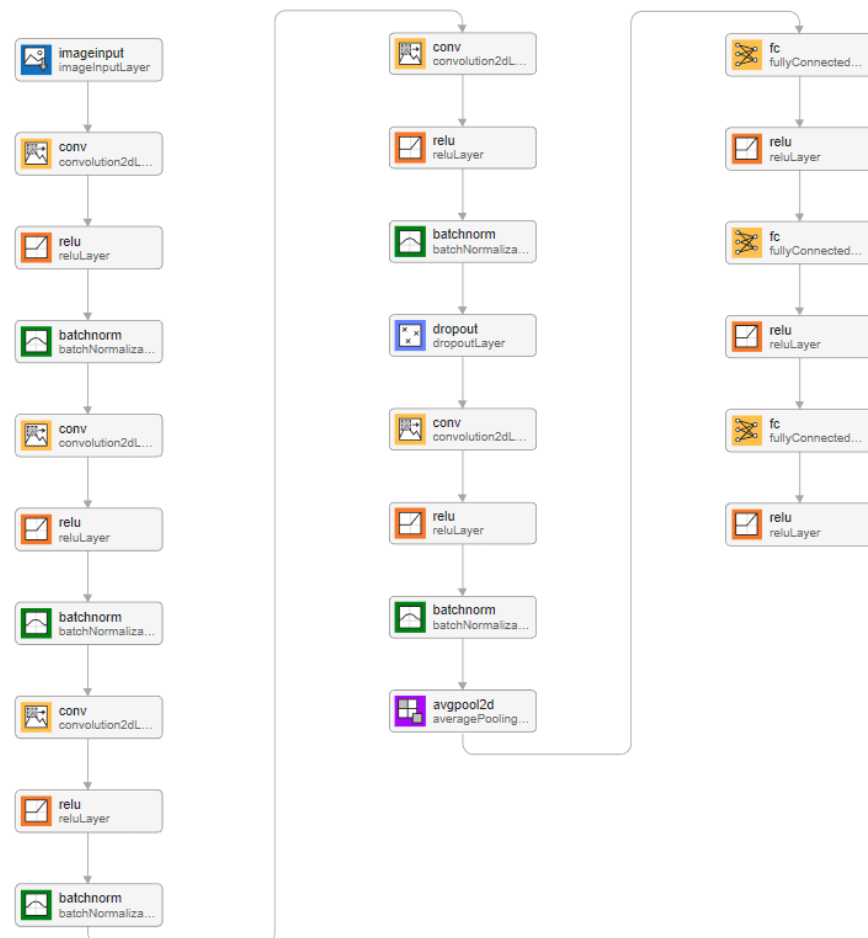 imageinput
imageInputLayer
conv
convolution2dL...
relu
reluLayer
batchnorm
batchNormaliza...
conv
convolution2dL...
relu
reluLayer
batchnorm
batchNormaliza...
conv
convolution2dL...
relu
reluLayer
batchnorm
batchNormaliza...
conv
convolution2dL...
relu
reluLayer
batchnorm
batchNormaliza...
dropout
dropoutLayer
conv
convolution2dL...
relu
reluLayer
batchnorm
batchNormaliza...
avgpool2d
averagePooling...
fc
fullyConnected...
relu
reluLayer
fc
fullyConnected...
relu
reluLayer
fc
fullyConnected...
relu
reluLayer